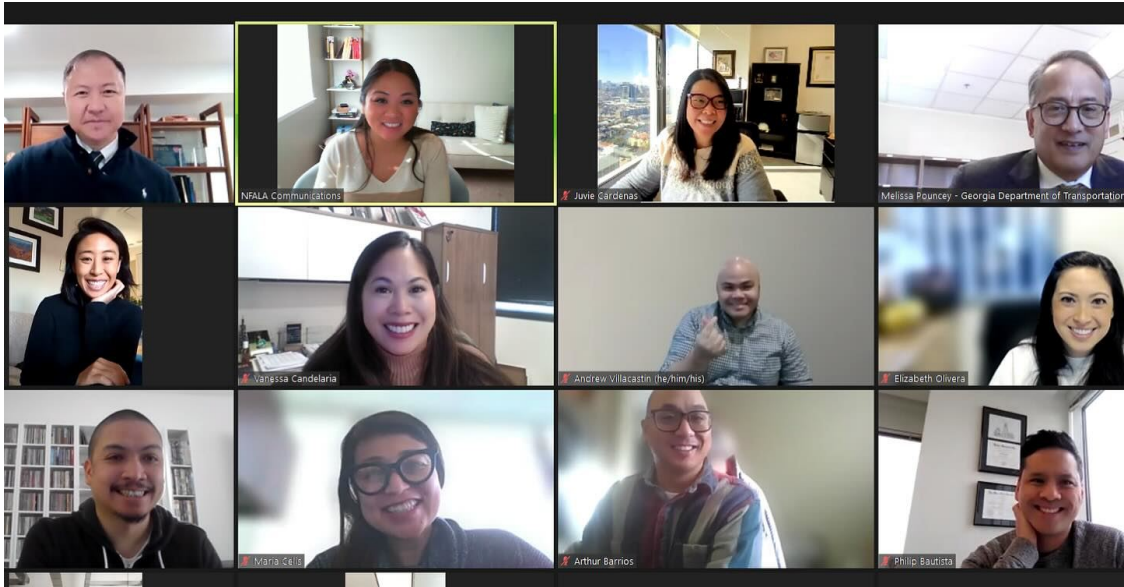 NFALA Communications
Juvie Cardenas
Melissa Pouncey - Georgia Department of Transportation
Vanessa Candelaria
Andrew Villacastin (he/him/his)
Elizabeth Olivera
Maria Celis
Arthur Barrios
Philip Bautista